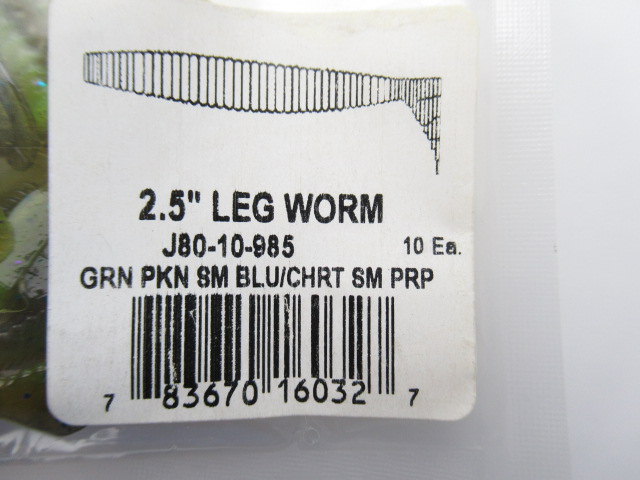 2.5" LEG WORM
J80-10-985 10 Ea.
GRN PKN SM BLU/CHRT SM PRP
7 83670 16032 7